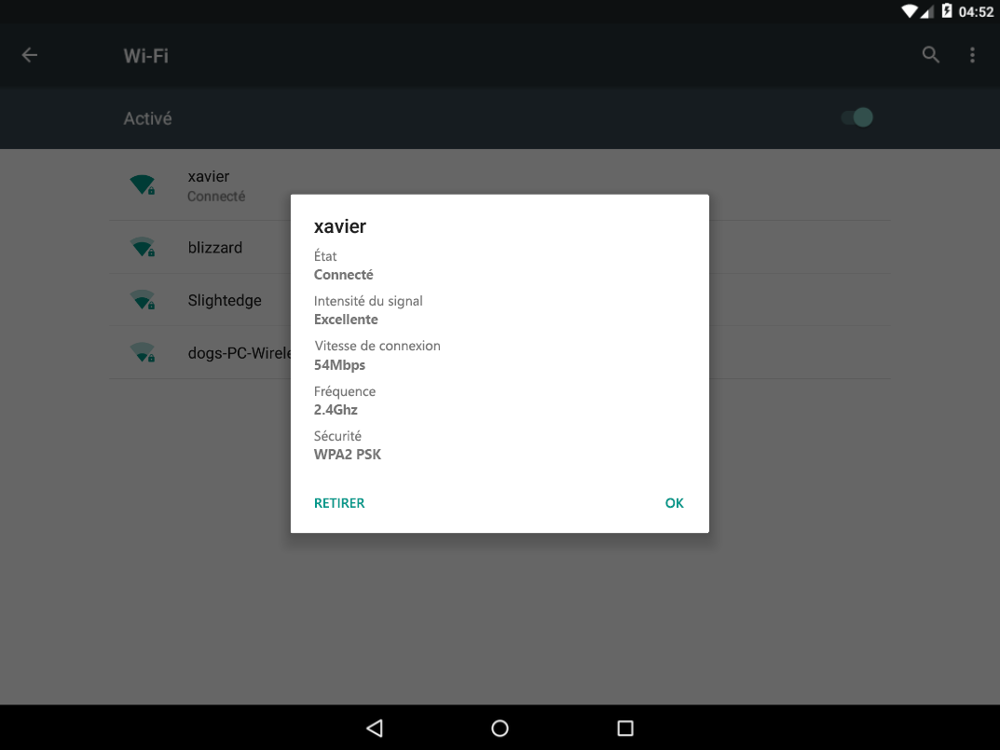 04:52
Wi-Fi
Activé
xavier
Connecté
blizzard
Slightedge
dogs-PC-Wirele
xavier
État
Connecté
Intensité du signal
Excellente
Vitesse de connexion
54Mbps
Fréquence
2.4Ghz
Sécurité
WPA2 PSK
RETIRER
OK